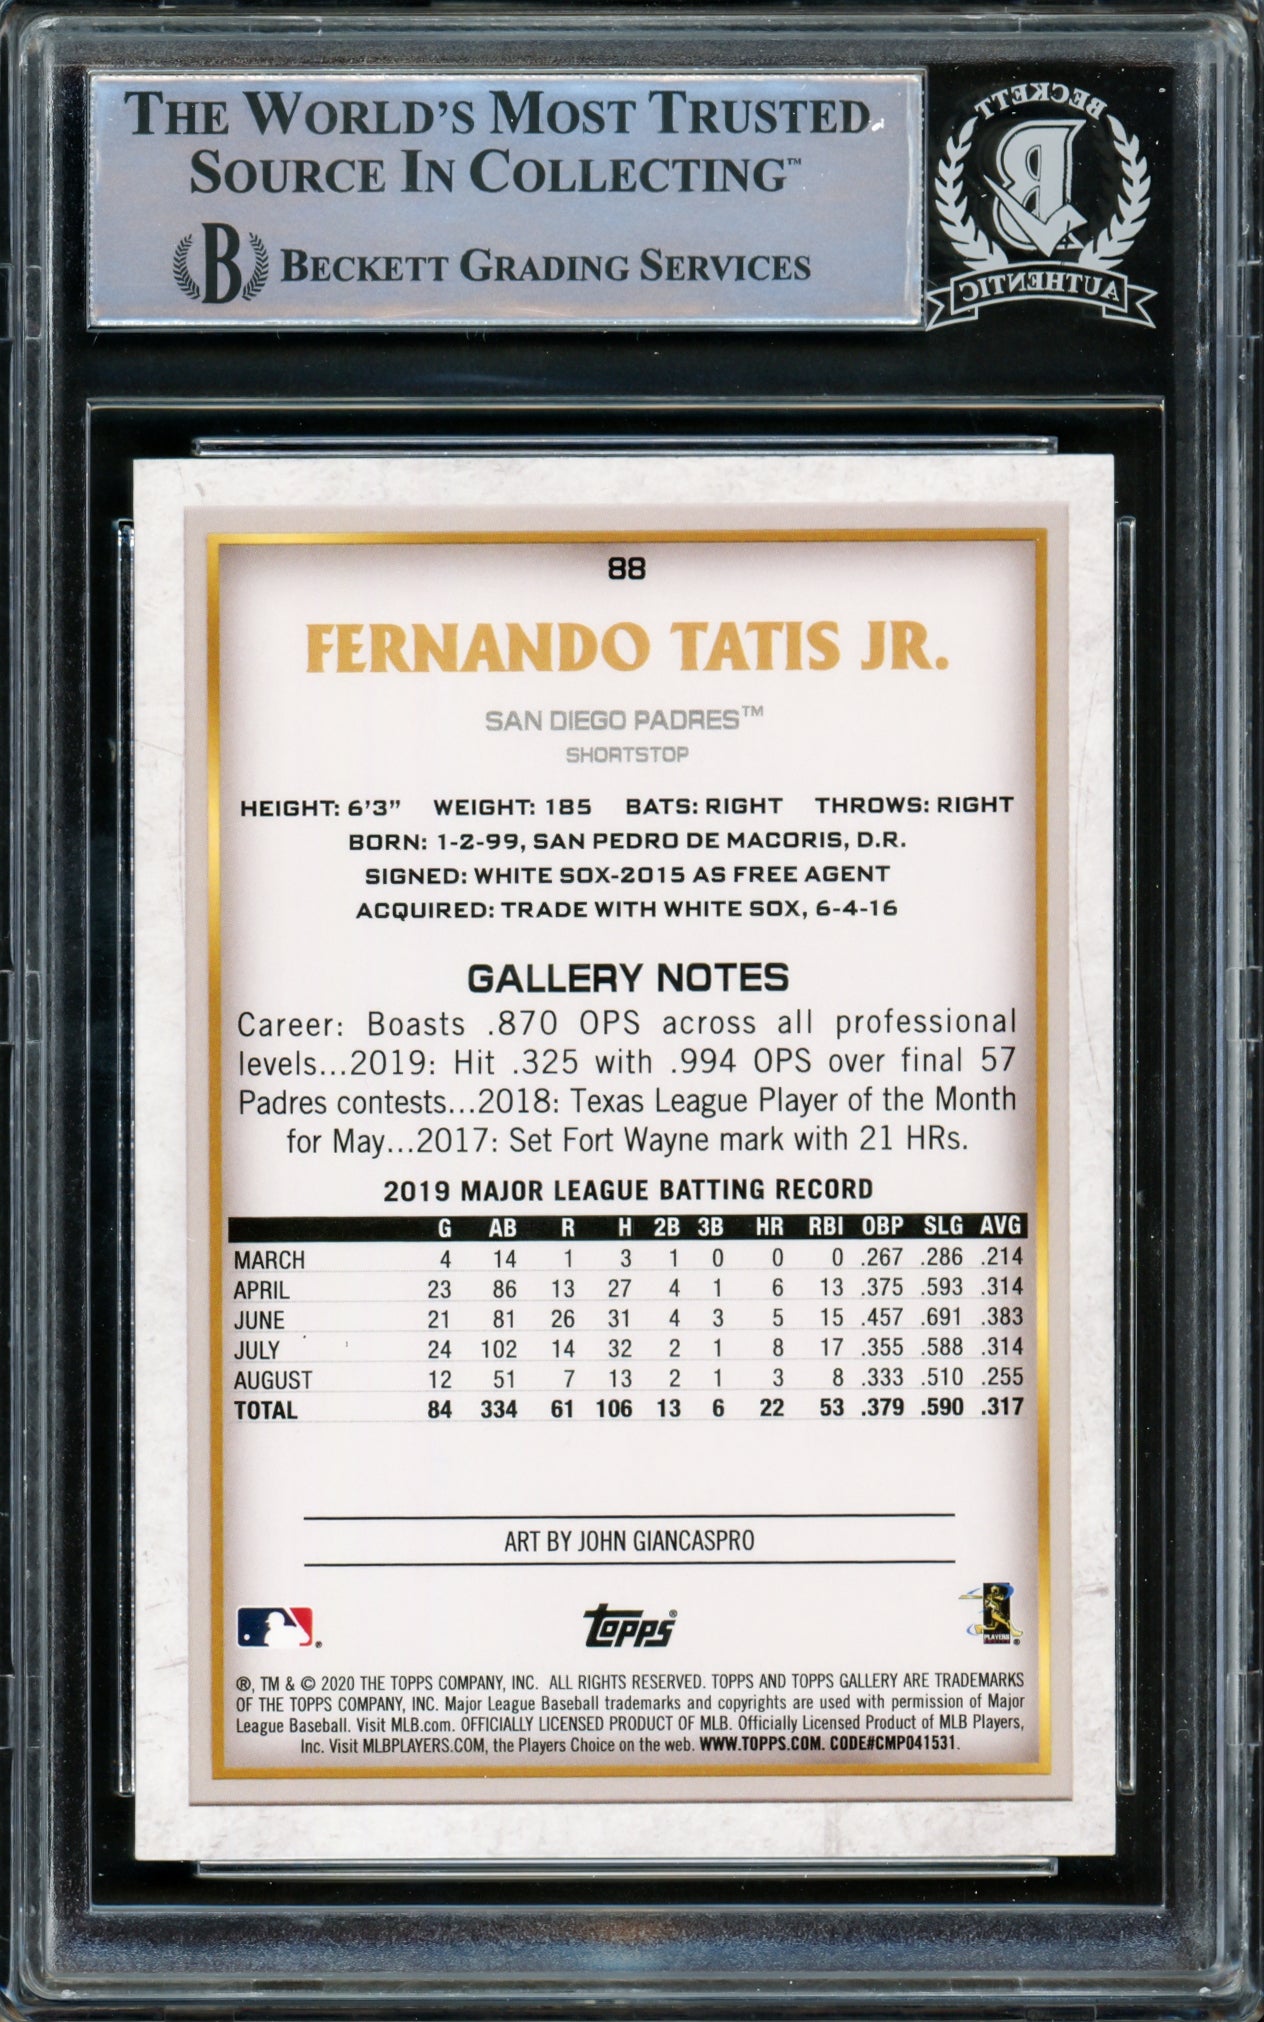 THE WORLD'S MOST TRUSTED
SOURCE IN COLLECTING™
B BECKETT GRADING SERVICES
BECKETT
B
AUTHENTIC
88
FERNANDO TATIS JR.
SAN DIEGO PADRES™
SHORTSTOP
HEIGHT: 6'3" WEIGHT: 185 BATS: RIGHT THROWS: RIGHT
BORN: 1-2-99, SAN PEDRO DE MACORIS, D.R.
SIGNED: WHITE SOX-2015 AS FREE AGENT
ACQUIRED: TRADE WITH WHITE SOX, 6-4-16
GALLERY NOTES
Career: Boasts .870 OPS across all professional
levels...2019: Hit .325 with .994 OPS over final 57
Padres contests...2018: Texas League Player of the Month
for May...2017: Set Fort Wayne mark with 21 HRs.
2019 MAJOR LEAGUE BATTING RECORD
G AB R H 2B 3B HR RBI OBP SLG AVG
MARCH 4 14 1 3 1 0 0 0 .267 .286 .214
APRIL 23 86 13 27 4 1 6 13 .375 .593 .314
JUNE 21 81 26 31 4 3 5 15 .457 .691 .383
JULY 24 102 14 32 2 1 8 17 .355 .588 .314
AUGUST 12 51 7 13 2 1 3 8 .333 .510 .255
TOTAL 84 334 61 106 13 6 22 53 .379 .590 .317
ART BY JOHN GIANCASPRO
® topps® PLAYERS ®
®, TM & © 2020 THE TOPPS COMPANY, INC. ALL RIGHTS RESERVED. TOPPS AND TOPPS GALLERY ARE TRADEMARKS
OF THE TOPPS COMPANY, INC. Major League Baseball trademarks and copyrights are used with permission of Major
League Baseball. Visit MLB.com. OFFICIALLY LICENSED PRODUCT OF MLB. Officially Licensed Product of MLB Players,
Inc. Visit MLBPLAYERS.COM, the Players Choice on the web. WWW.TOPPS.COM. CODE#CMP041531.